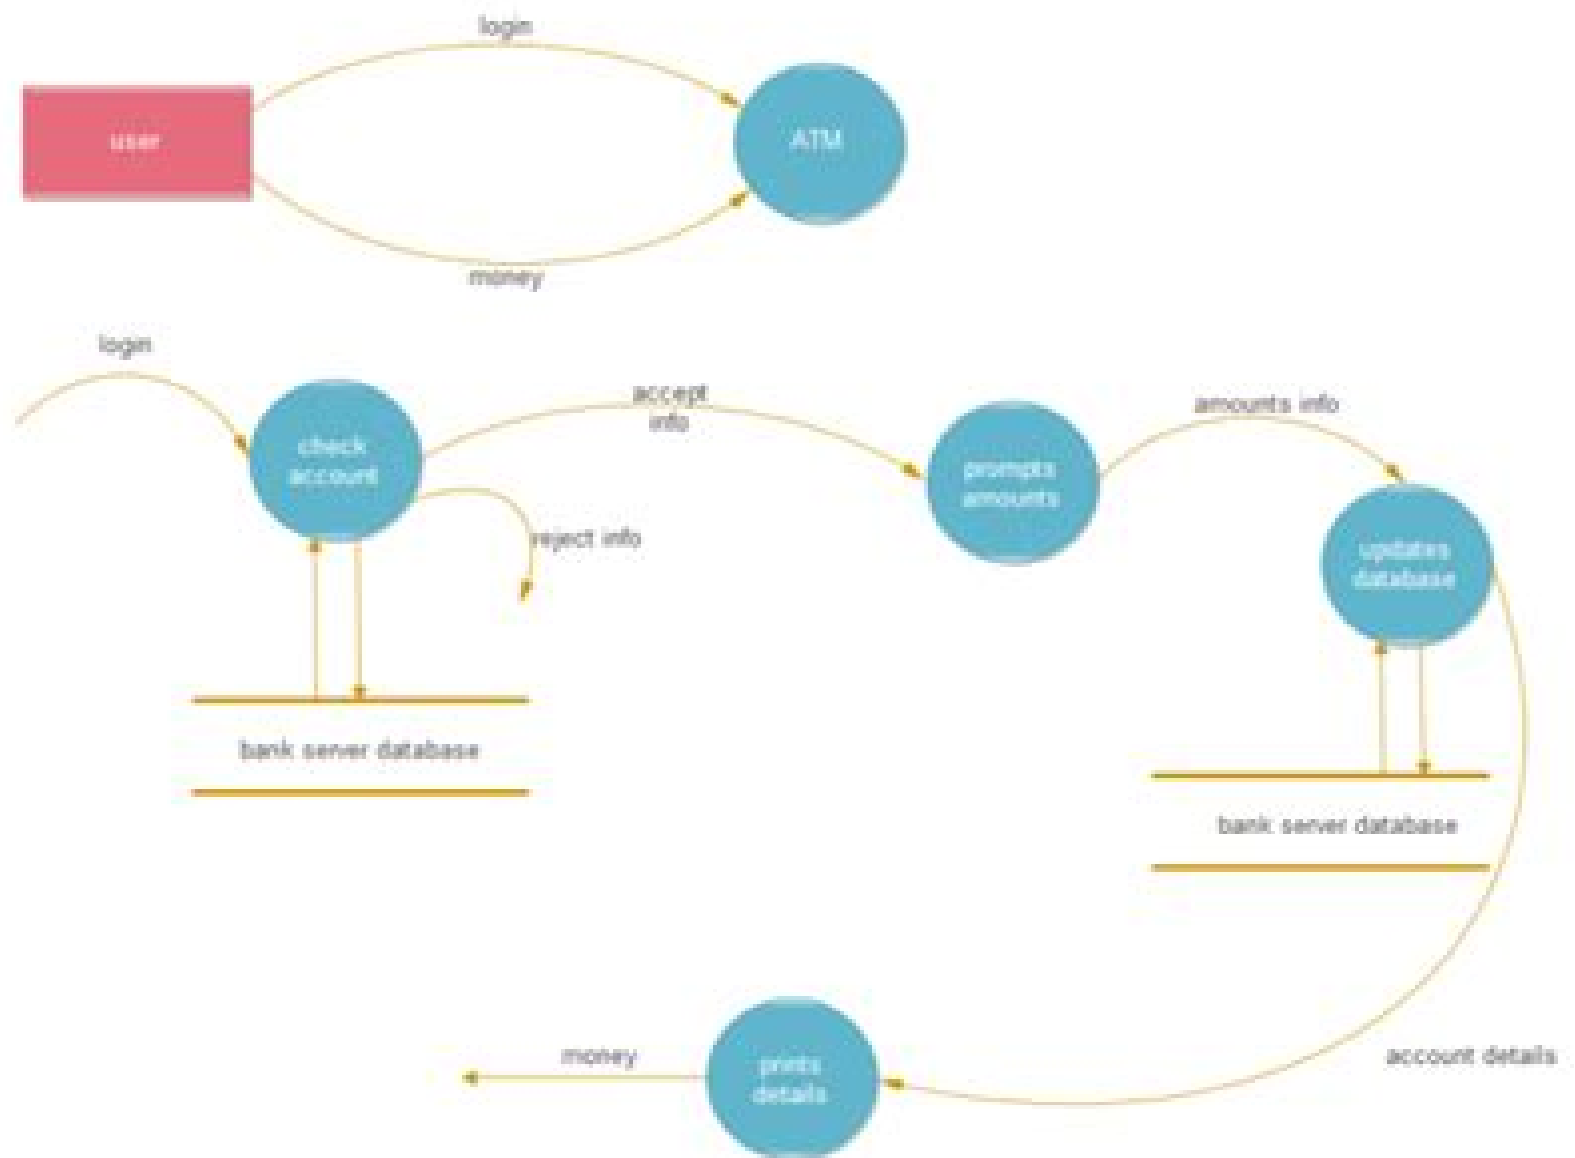 login
user
ATM
money
login
check
account
accept
info
reject info
prompts
amounts
amounts info
updates
database
bank server database
bank server database
account details
prints
details
money